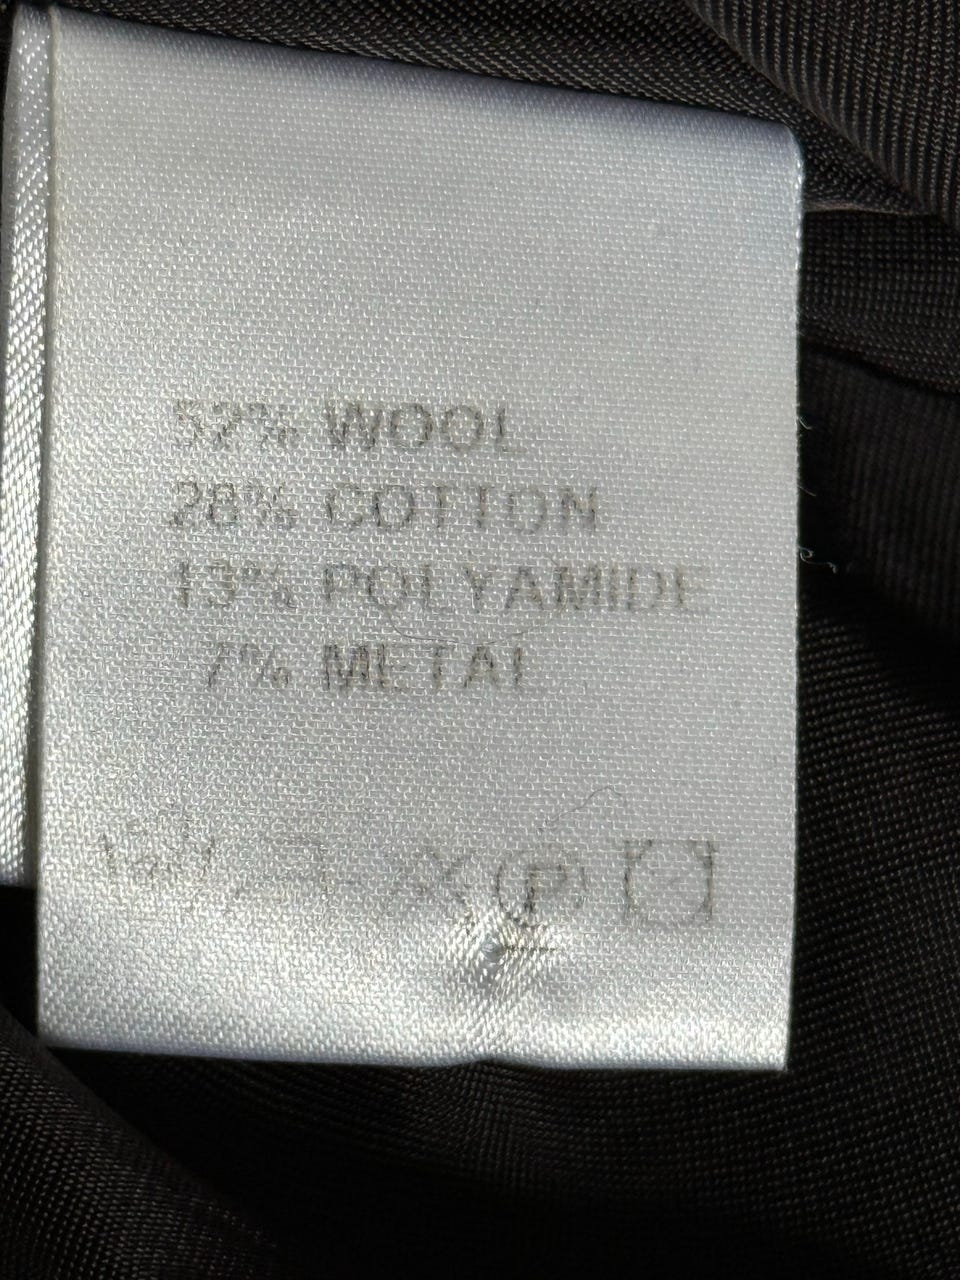 52% WOOL
28% COTTON
13% POLYAMIDE
7% METAL
P